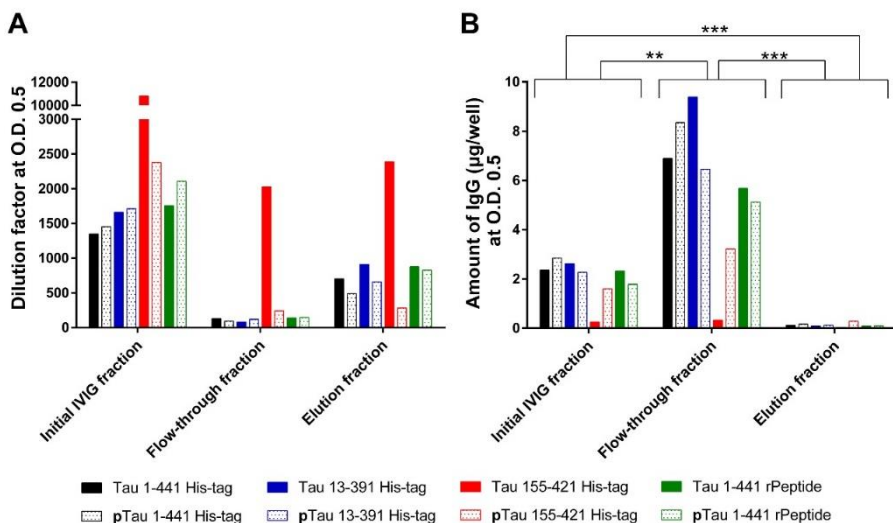 A
Dilution factor at O.D. 0.5
12000
10000
3000
2500
2000
1500
1000
500
0
Initial IVIG fraction
Flow-through fraction
Elution fraction
B
Amount of IgG (µg/well)
at O.D. 0.5
***
** ***
10
8
6
4
2
0
Initial IVIG fraction
Flow-through fraction
Elution fraction
Tau 1-441 His-tag Tau 13-391 His-tag Tau 155-421 His-tag Tau 1-441 rPeptide
pTau 1-441 His-tag pTau 13-391 His-tag pTau 155-421 His-tag pTau 1-441 rPeptide